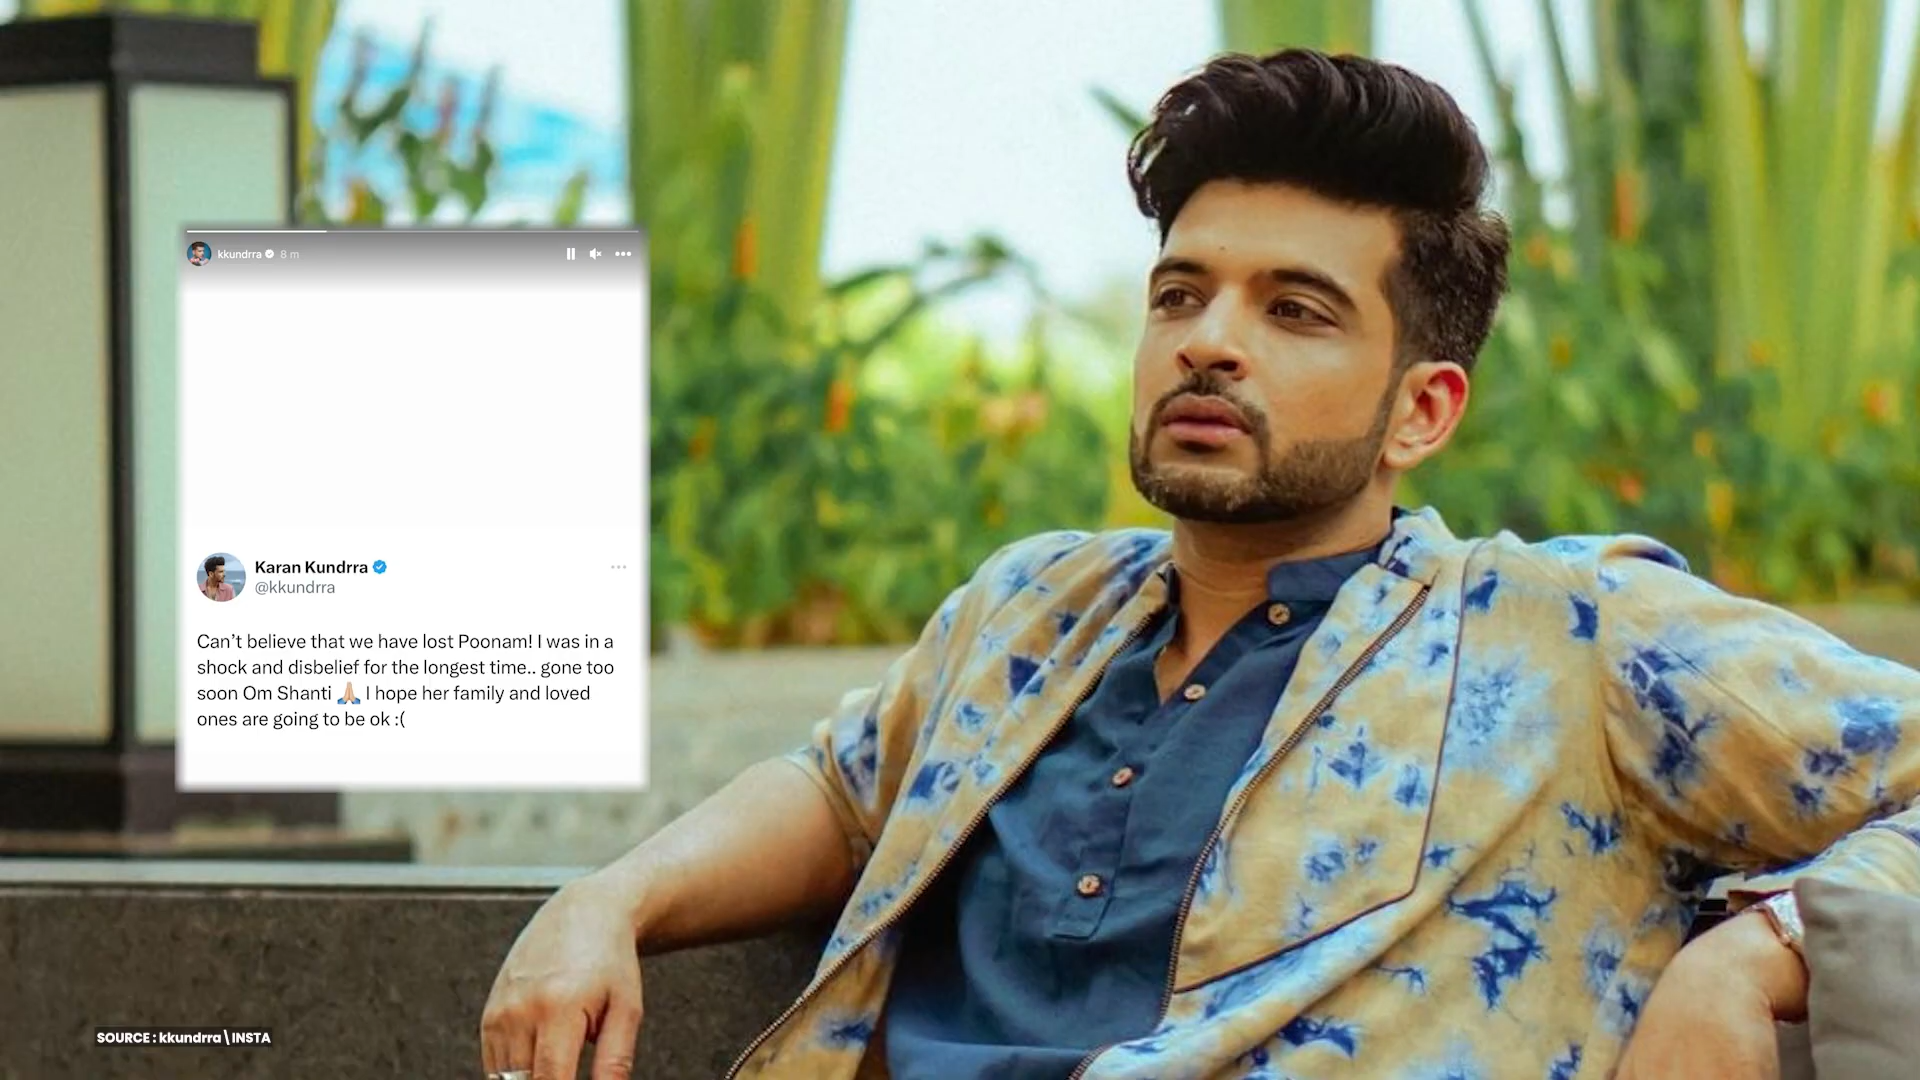 kkundrra 8 m
Karan Kundrra
@kkundrra
Can’t believe that we have lost Poonam! I was in a
shock and disbelief for the longest time.. gone too
soon Om Shanti 🙏🏼 I hope her family and loved
ones are going to be ok :(
SOURCE : kkundrra\INSTA